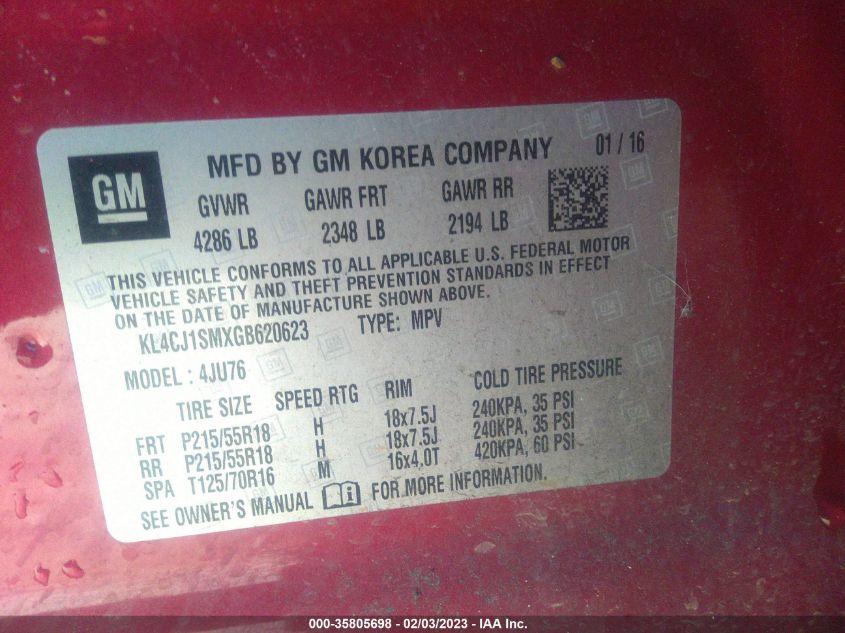 GM
MFD BY GM KOREA COMPANY 01 / 16
GVWR GAWR FRT GAWR RR
4286 LB 2348 LB 2194 LB
THIS VEHICLE CONFORMS TO ALL APPLICABLE U.S. FEDERAL MOTOR
VEHICLE SAFETY AND THEFT PREVENTION STANDARDS IN EFFECT
ON THE DATE OF MANUFACTURE SHOWN ABOVE.
KL4CJ1SMXGB620623 TYPE: MPV
MODEL : 4JU76
TIRE SIZE SPEED RTG RIM COLD TIRE PRESSURE
FRT P215/55R18 H 18x7.5J 240KPA, 35 PSI
RR P215/55R18 H 18x7.5J 240KPA, 35 PSI
SPA T125/70R16 M 16x4,0T 420KPA, 60 PSI
SEE OWNER'S MANUAL FOR MORE INFORMATION.
000-35805698 - 02/03/2023 - IAA Inc.